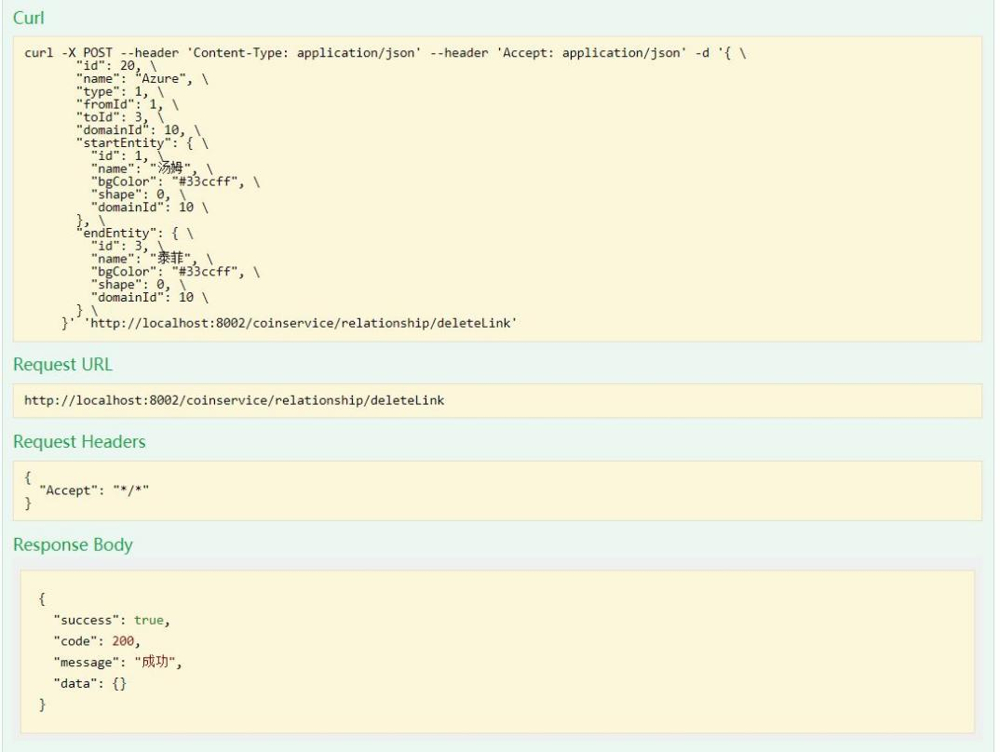 Curl
curl -X POST --header 'Content-Type: application/json' --header 'Accept: application/json' -d '{ \
"id": 20, \
"name": "Azure", \
"type": 1, \
"fromId": 1, \
"toId": 3, \
"domainId": 10, \
"startEntity": { \
"id": 1, \
"name": "汤姆", \
"bgColor": "#33ccff", \
"shape": 0, \
"domainId": 10 \
}, \
"endEntity": { \
"id": 3, \
"name": "泰菲", \
"bgColor": "#33ccff", \
"shape": 0, \
"domainId": 10 \
} \
}' 'http://localhost:8002/coinservice/relationship/deleteLink'
Request URL
http://localhost:8002/coinservice/relationship/deleteLink
Request Headers
{
"Accept": "*/*"
}
Response Body
{
"success": true,
"code": 200,
"message": "成功",
"data": {}
}